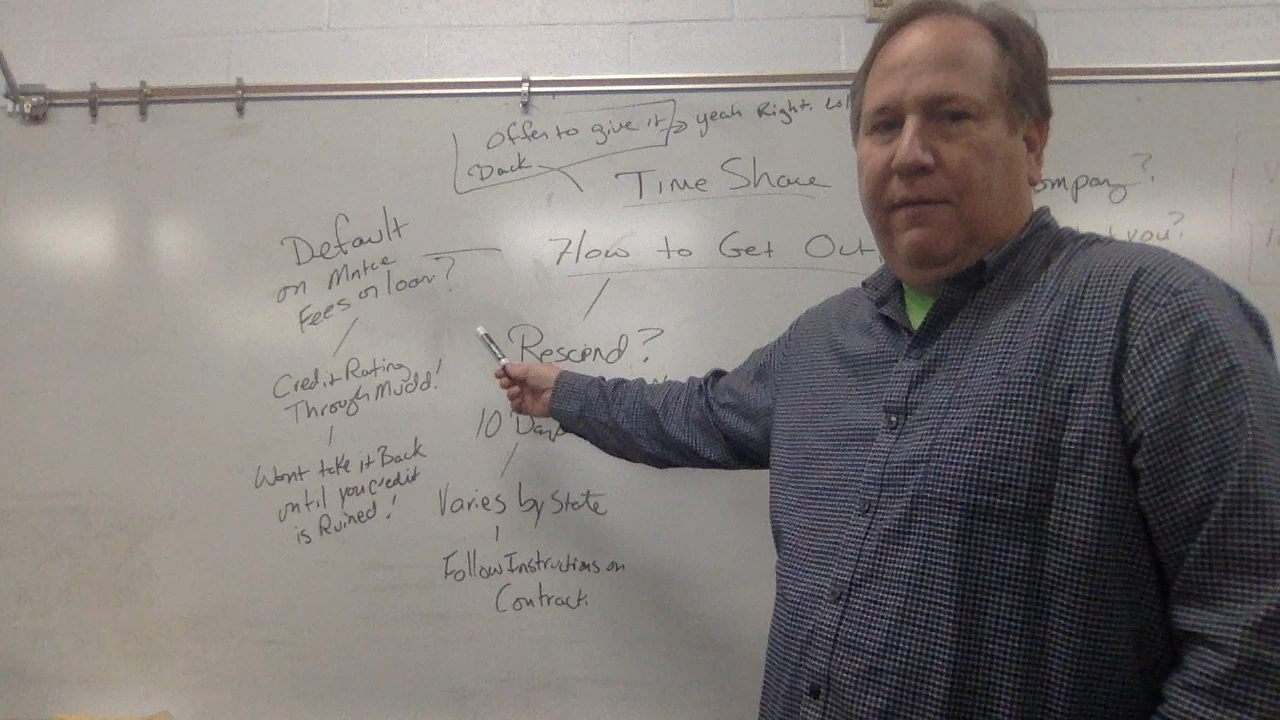 Offer to give it → yeah Right. Lol
Back
Time Share
ompany?
How to Get Out
you?
Default
on Mntce
Fees or loan?
Credit Rating
Through Mudd!
Wont take it Back
until you credit
is Ruined!
Rescend?
10 Days
Varies by State
Follow Instructions on
Contract.